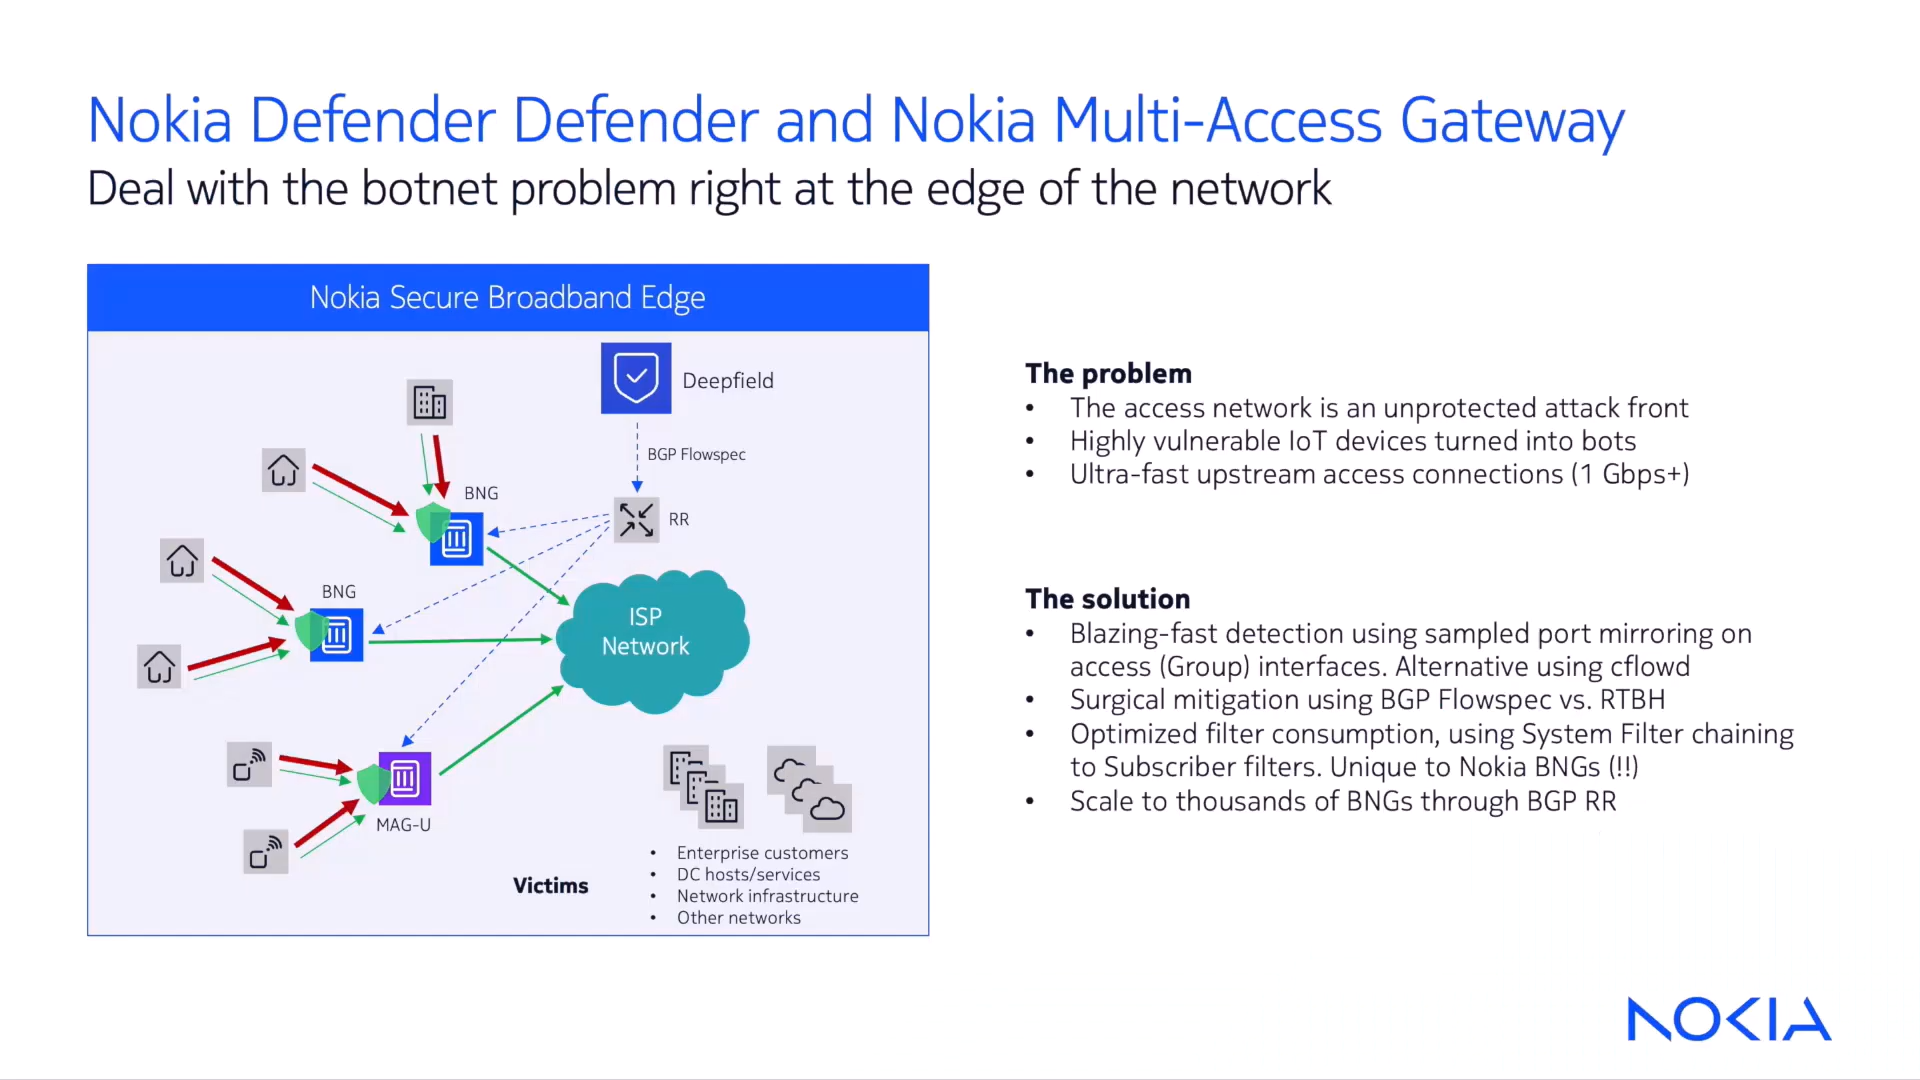 Nokia Defender Defender and Nokia Multi-Access Gateway
Deal with the botnet problem right at the edge of the network
Nokia Secure Broadband Edge
Deepfield
BGP Flowspec
BNG
RR
BNG
ISP
Network
MAG-U
Victims
• Enterprise customers
• DC hosts/services
• Network infrastructure
• Other networks
The problem
• The access network is an unprotected attack front
• Highly vulnerable IoT devices turned into bots
• Ultra-fast upstream access connections (1 Gbps+)
The solution
• Blazing-fast detection using sampled port mirroring on
access (Group) interfaces. Alternative using cflowd
• Surgical mitigation using BGP Flowspec vs. RTBH
• Optimized filter consumption, using System Filter chaining
to Subscriber filters. Unique to Nokia BNGs (!!)
• Scale to thousands of BNGs through BGP RR
NOKIA